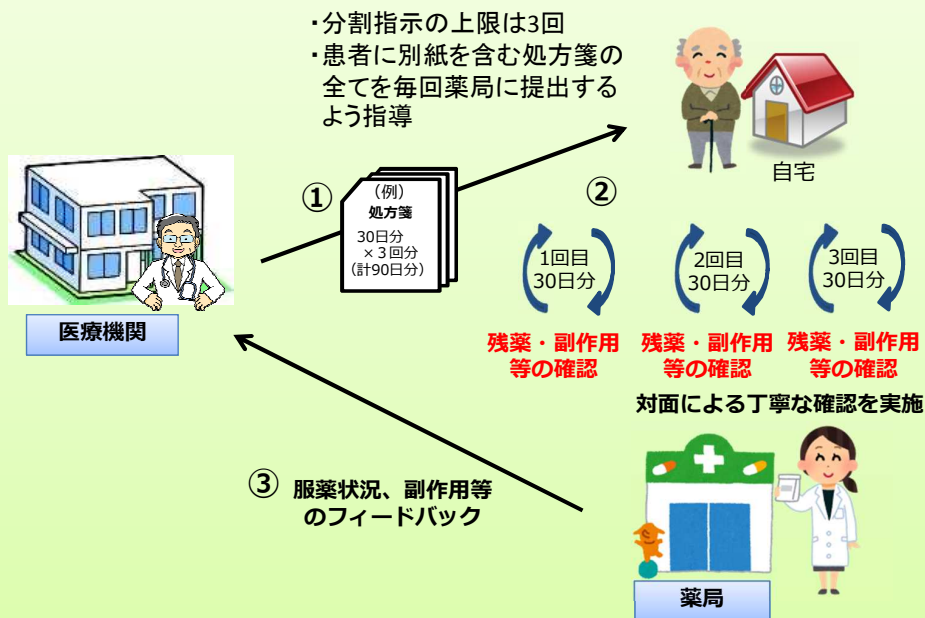 ・分割指示の上限は3回
・患者に別紙を含む処方箋の
全てを毎回薬局に提出する
よう指導
自宅
①
（例）
処方箋
30日分
×３回分
（計90日分）
②
1回目
30日分
2回目
30日分
3回目
30日分
医療機関
残薬・副作用
等の確認
残薬・副作用
等の確認
残薬・副作用
等の確認
対面による丁寧な確認を実施
③ 服薬状況、副作用等
のフィードバック
薬局